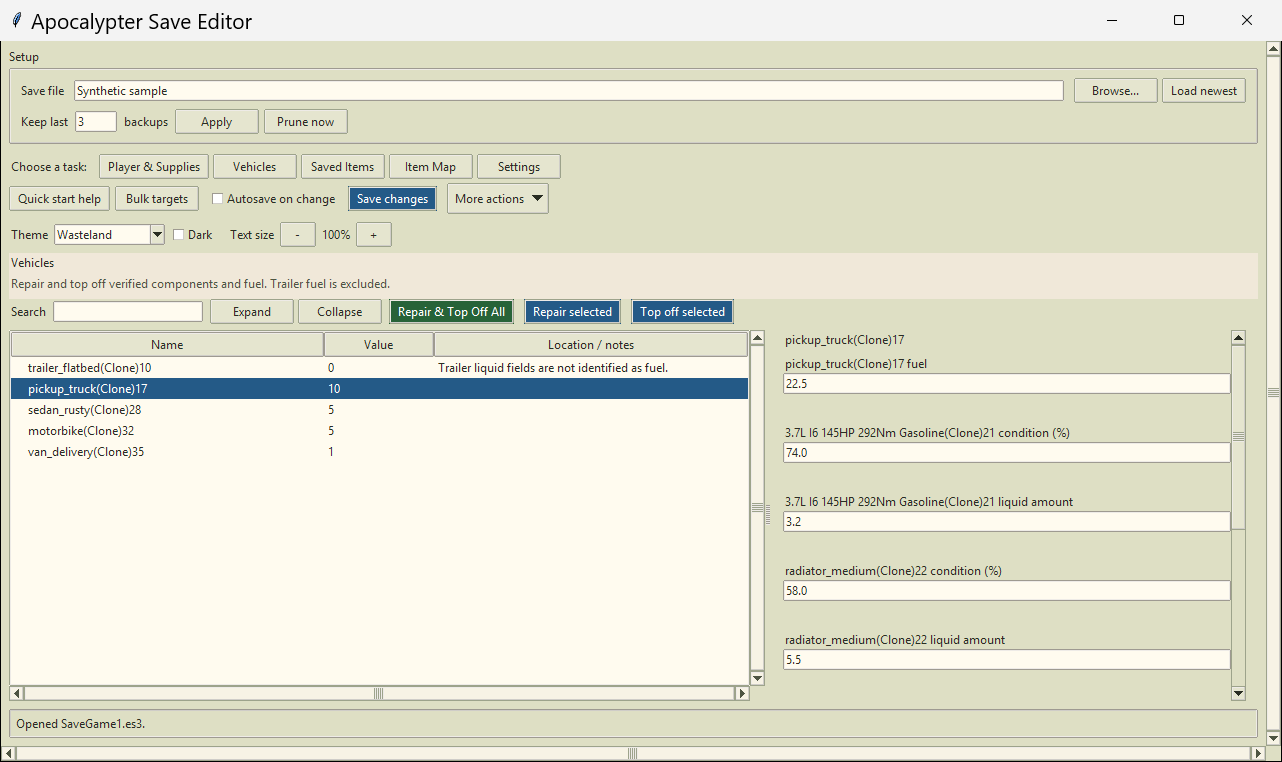 Apocalypter Save Editor
Setup
Save file Synthetic sample Browse... Load newest
Keep last 3 backups Apply Prune now
Choose a task: Player & Supplies Vehicles Saved Items Item Map Settings
Quick start help Bulk targets Autosave on change Save changes More actions
Theme Wasteland Dark Text size - 100% +
Vehicles
Repair and top off verified components and fuel. Trailer fuel is excluded.
Search Expand Collapse Repair & Top Off All Repair selected Top off selected
Name Value Location / notes
trailer_flatbed(Clone)10 0 Trailer liquid fields are not identified as fuel.
pickup_truck(Clone)17 10
sedan_rusty(Clone)28 5
motorbike(Clone)32 5
van_delivery(Clone)35 1
pickup_truck(Clone)17
pickup_truck(Clone)17 fuel
22.5
3.7L I6 145HP 292Nm Gasoline(Clone)21 condition (%)
74.0
3.7L I6 145HP 292Nm Gasoline(Clone)21 liquid amount
3.2
radiator_medium(Clone)22 condition (%)
58.0
radiator_medium(Clone)22 liquid amount
5.5
Opened SaveGame1.es3.